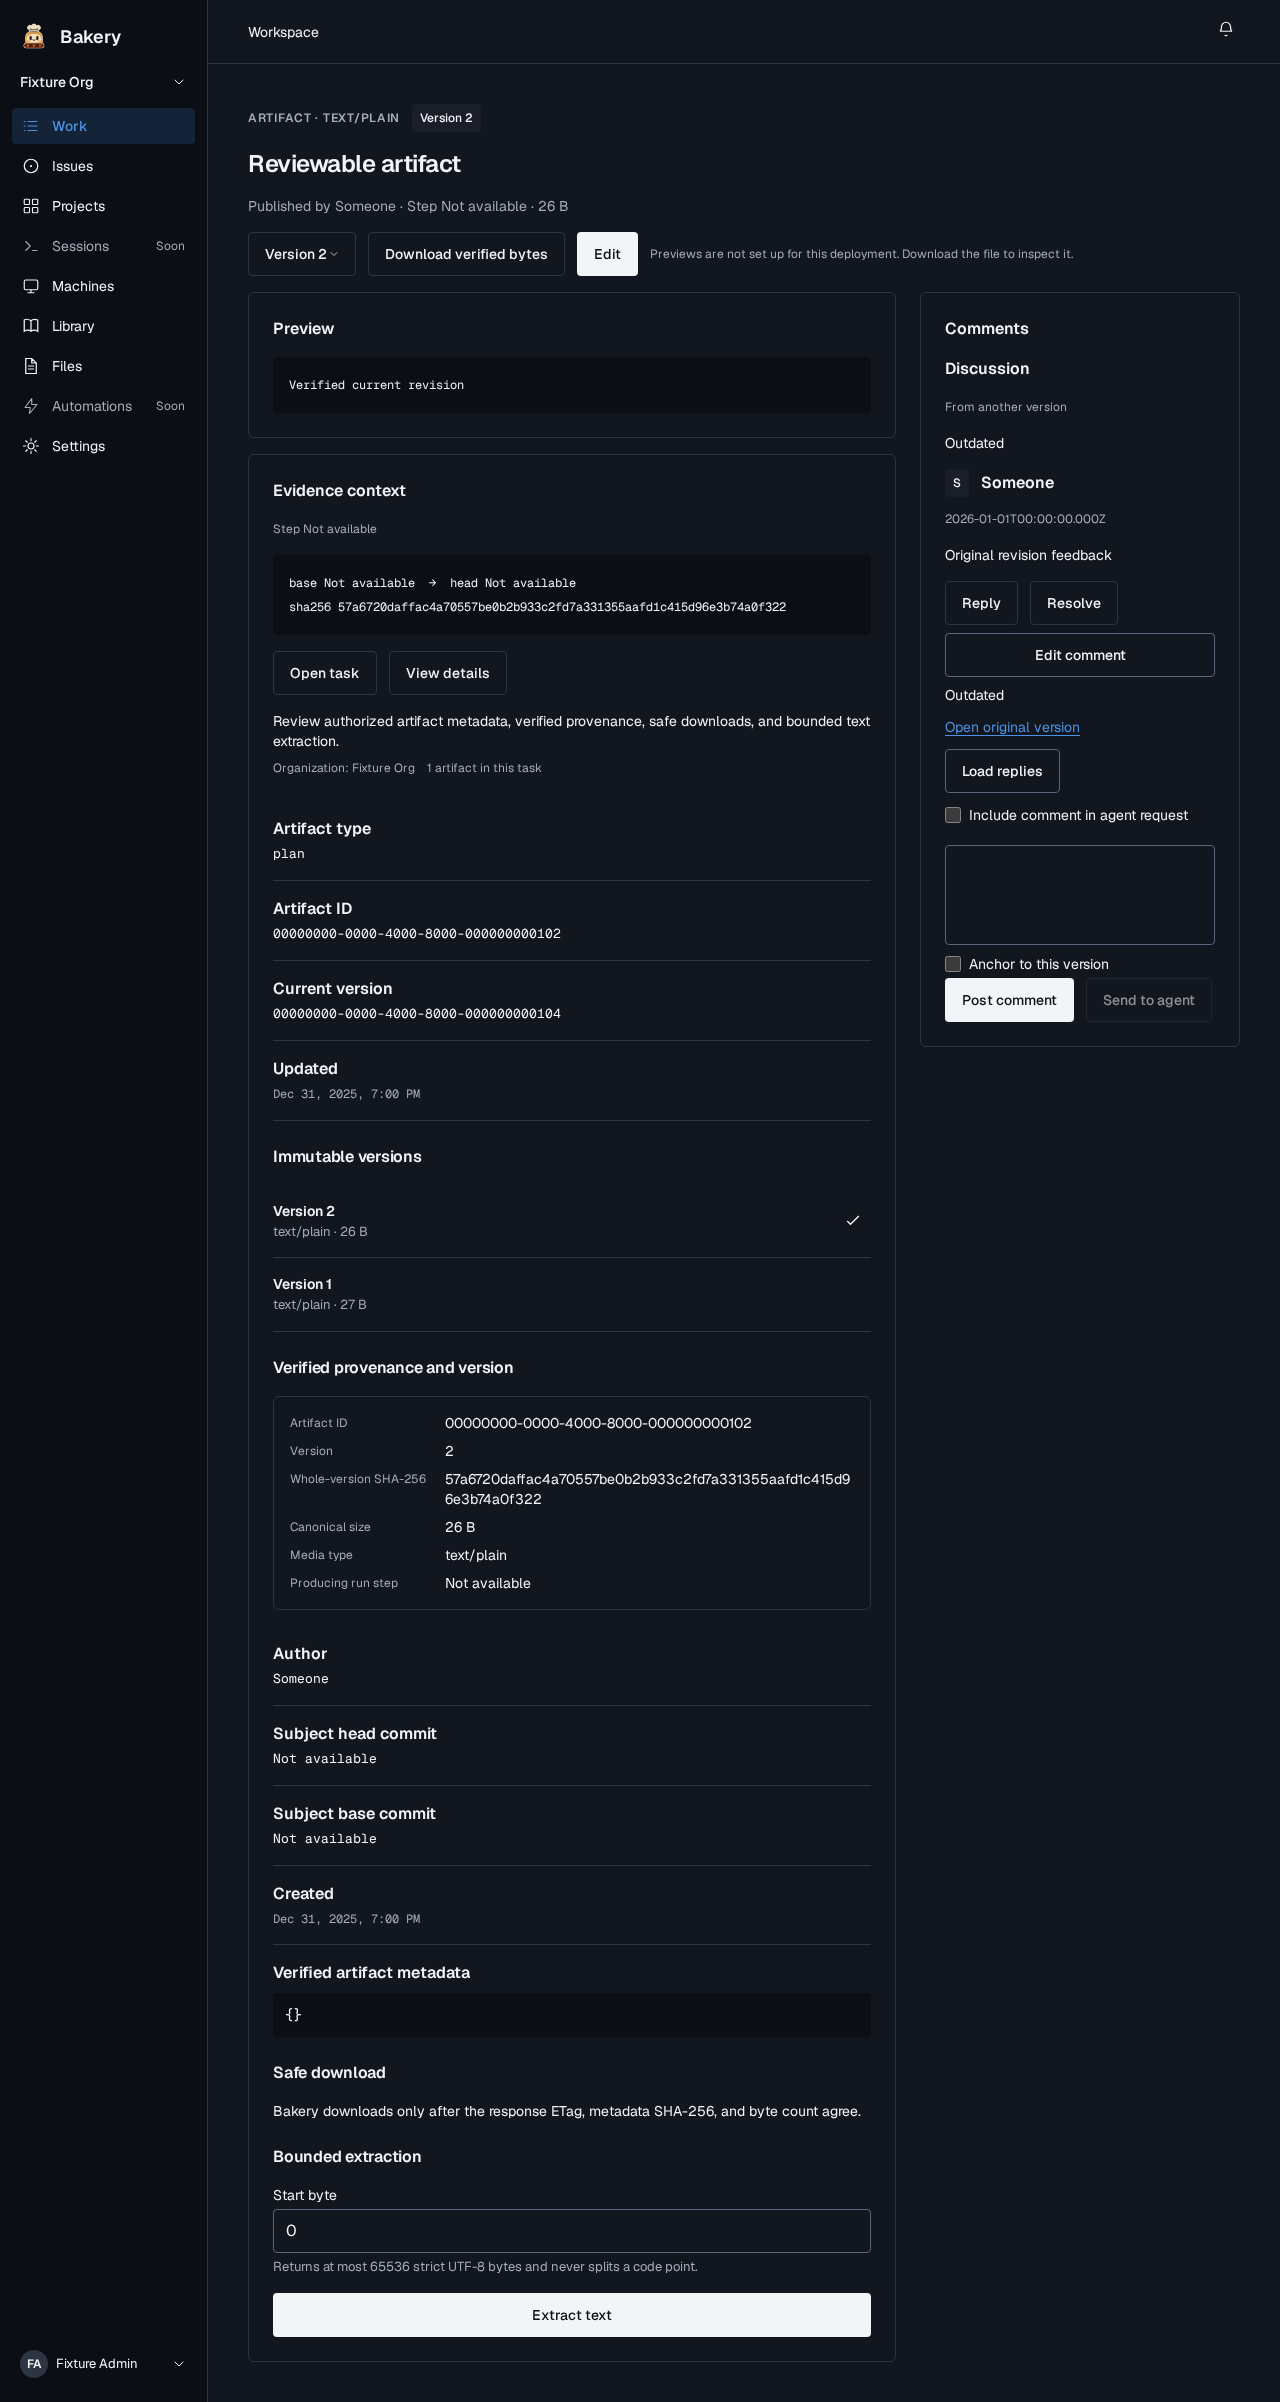 Bakery
Fixture Org
Work
Issues
Projects
Sessions Soon
Machines
Library
Files
Automations Soon
Settings
FA Fixture Admin
Workspace
ARTIFACT · TEXT/PLAIN Version 2
Reviewable artifact
Published by Someone · Step Not available · 26 B
Version 2 Download verified bytes Edit Previews are not set up for this deployment. Download the file to inspect it.
Preview
Verified current revision
Evidence context
Step Not available
base Not available → head Not available
sha256 57a6720daffac4a70557be0b2b933c2fd7a331355aafd1c415d96e3b74a0f322
Open task View details
Review authorized artifact metadata, verified provenance, safe downloads, and bounded text
extraction.
Organization: Fixture Org 1 artifact in this task
Artifact type
plan
Artifact ID
00000000-0000-4000-8000-000000000102
Current version
00000000-0000-4000-8000-000000000104
Updated
Dec 31, 2025, 7:00 PM
Immutable versions
Version 2
text/plain · 26 B
Version 1
text/plain · 27 B
Verified provenance and version
Artifact ID 00000000-0000-4000-8000-000000000102
Version 2
Whole-version SHA-256 57a6720daffac4a70557be0b2b933c2fd7a331355aafd1c415d9
6e3b74a0f322
Canonical size 26 B
Media type text/plain
Producing run step Not available
Author
Someone
Subject head commit
Not available
Subject base commit
Not available
Created
Dec 31, 2025, 7:00 PM
Verified artifact metadata
{}
Safe download
Bakery downloads only after the response ETag, metadata SHA-256, and byte count agree.
Bounded extraction
Start byte
0
Returns at most 65536 strict UTF-8 bytes and never splits a code point.
Extract text
Comments
Discussion
From another version
Outdated
S Someone
2026-01-01T00:00:00.000Z
Original revision feedback
Reply Resolve
Edit comment
Outdated
Open original version
Load replies
Include comment in agent request
Anchor to this version
Post comment Send to agent